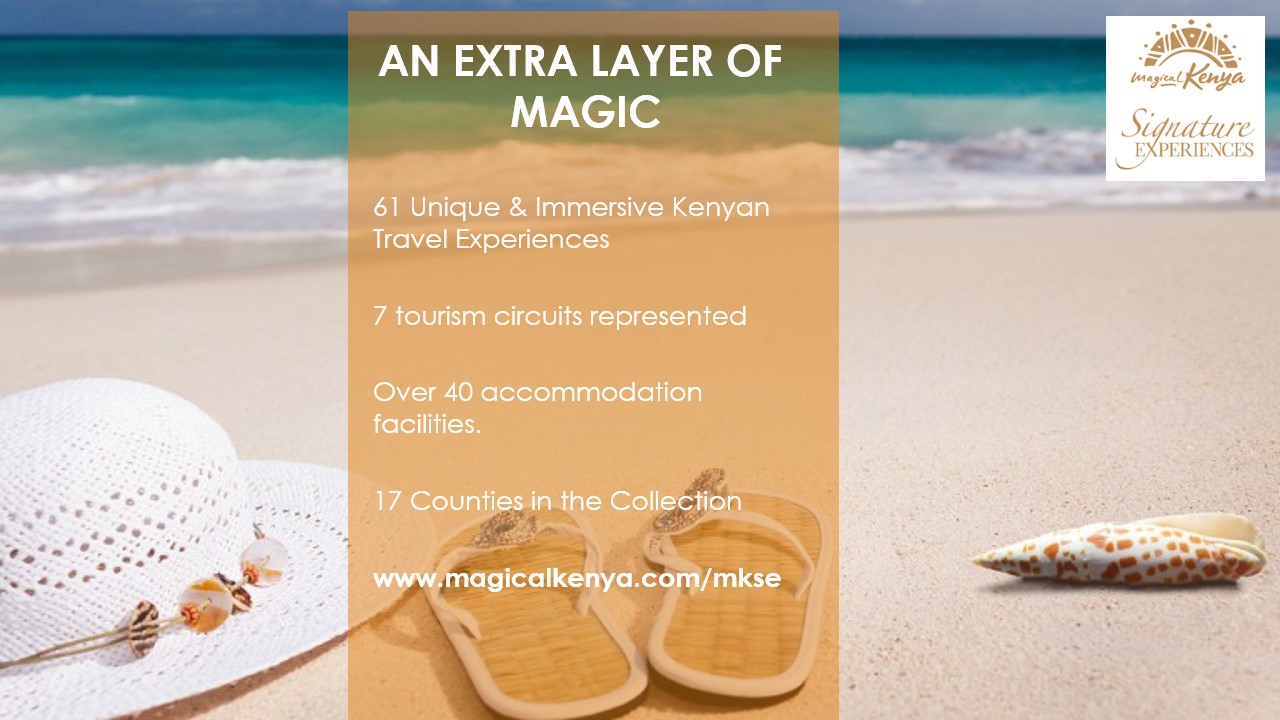 AN EXTRA LAYER OF
MAGIC
61 Unique & Immersive Kenyan
Travel Experiences
7 tourism circuits represented
Over 40 accommodation
facilities.
17 Counties in the Collection
www.magicalkenya.com/mkse
magical Kenya
Signature
EXPERIENCES